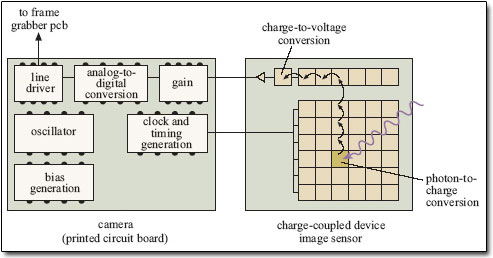 to frame
grabber pcb
line
driver
analog-to-
digital
conversion
gain
oscillator
clock and
timing
generation
bias
generation
camera
(printed circuit board)
charge-to-voltage
conversion
photon-to-
charge
conversion
charge-coupled device
image sensor